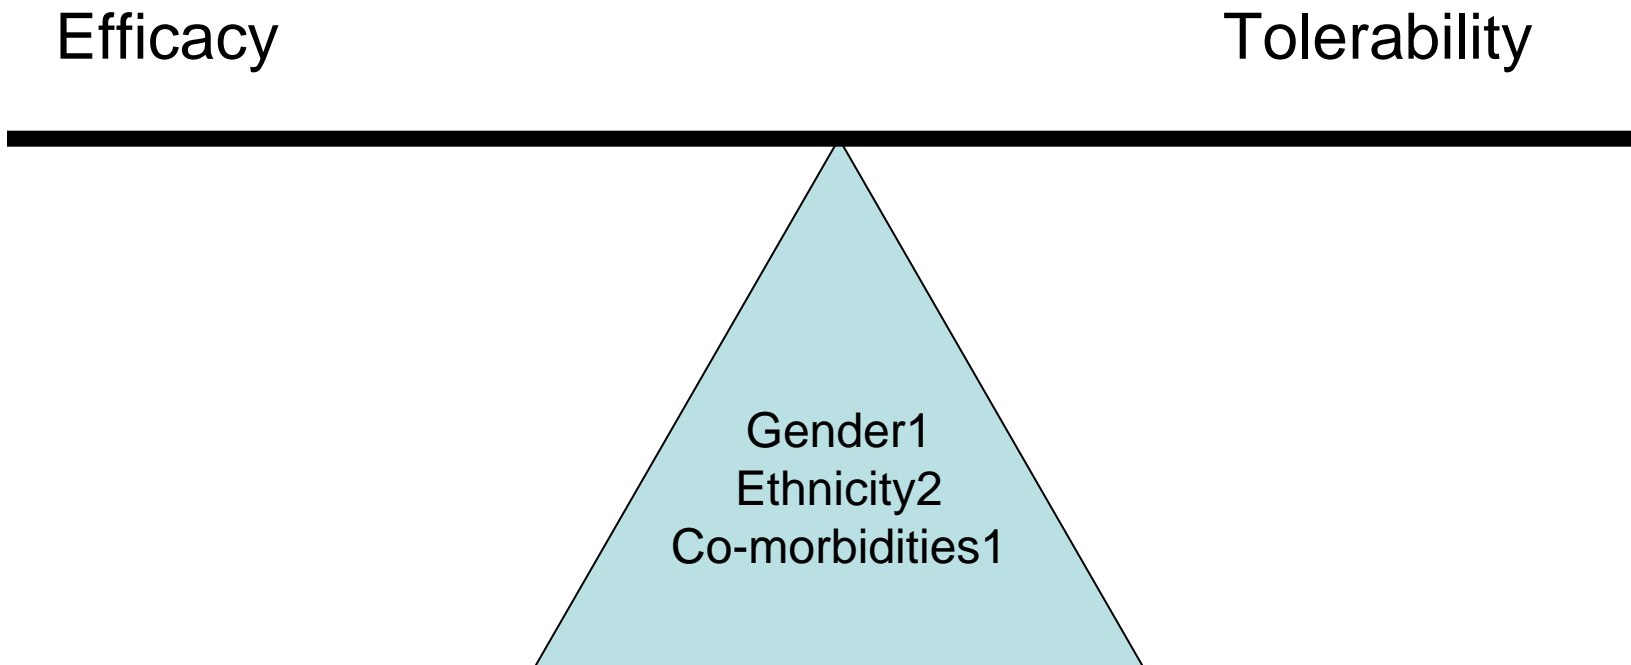 Efficacy
Tolerability
Gender1
Ethnicity2
Co-morbidities1